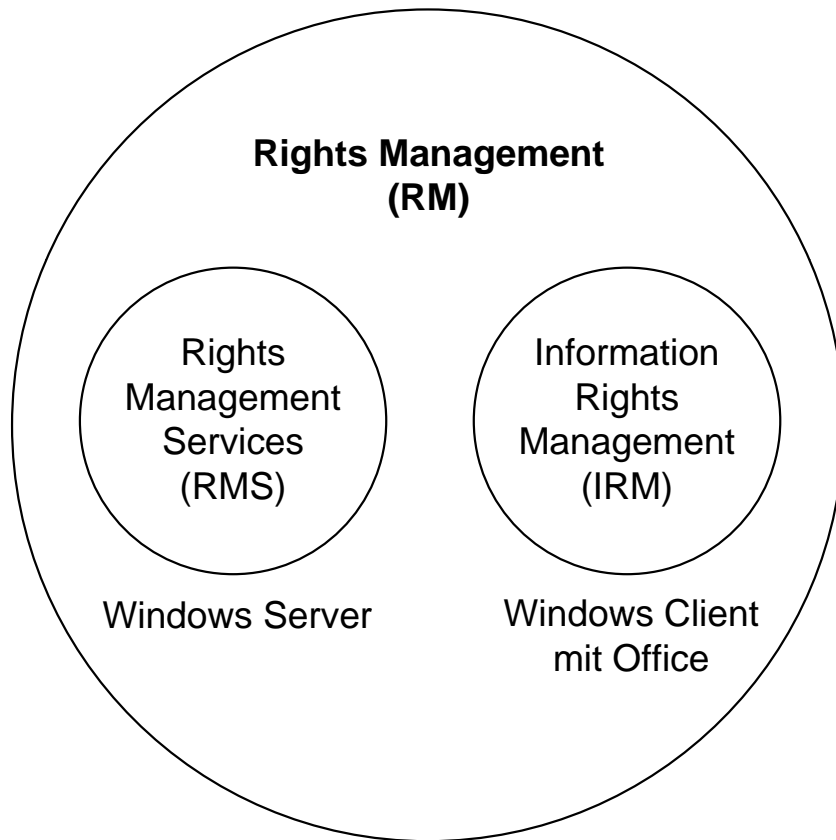 Rights Management
(RM)
Rights
Management
Services
(RMS)
Information
Rights
Management
(IRM)
Windows Server
Windows Client
mit Office